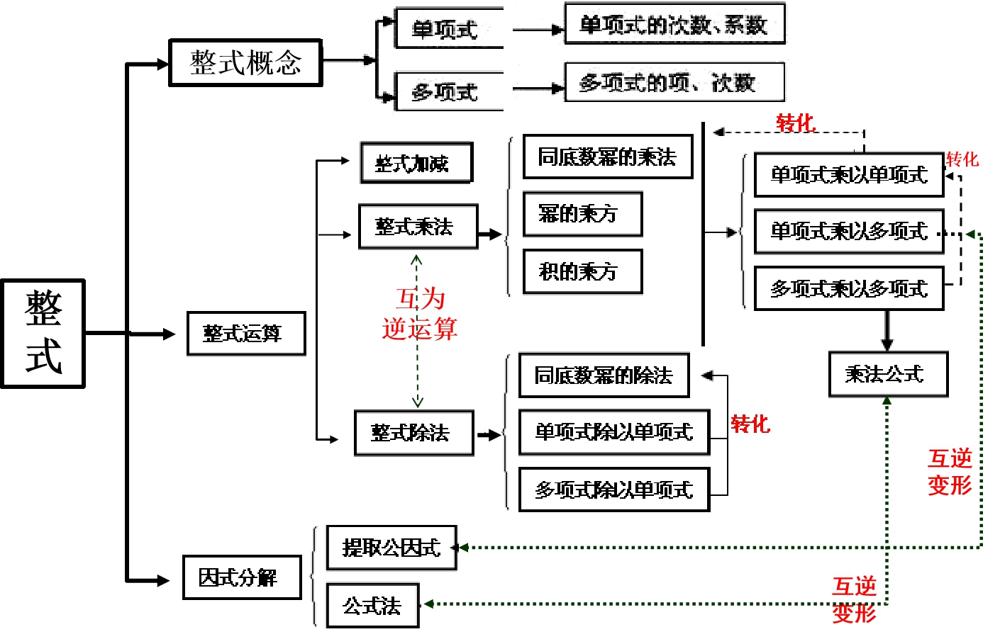 单项式
单项式的次数、系数
整式概念
多项式
多项式的项、次数
转化
同底数幂的乘法
整式加减
单项式乘以单项式
转化
幂的乘方
整式乘法
单项式乘以多项式
积的乘方
多项式乘以多项式
互为
逆运算
整
式
整式运算
同底数幂的除法
乘法公式
整式除法
单项式除以单项式
转化
多项式除以单项式
互逆
变形
提取公因式
因式分解
公式法
互逆
变形